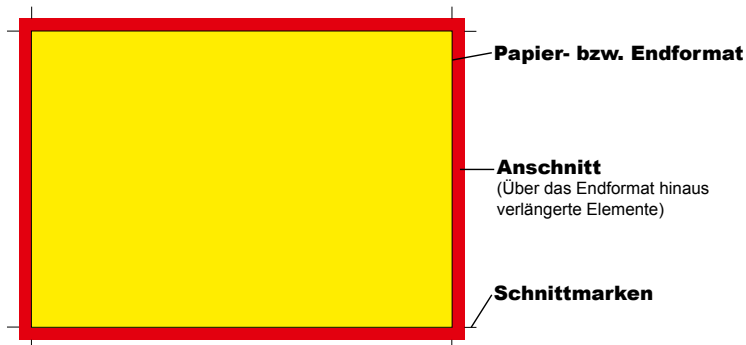 Papier- bzw. Endformat
Anschnitt
(Über das Endformat hinaus
verlängerte Elemente)
Schnittmarken